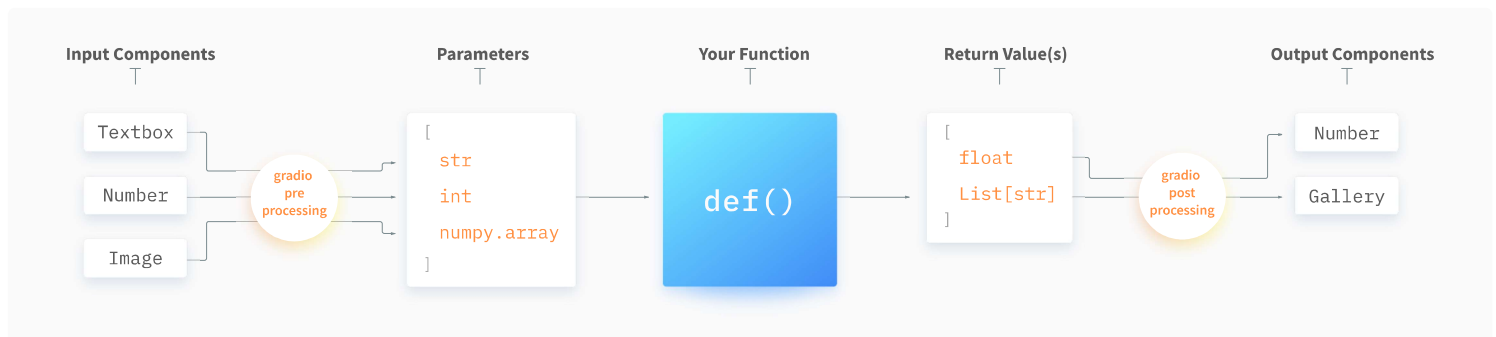 Input Components
Parameters
Your Function
Return Value(s)
Output Components
Textbox
Number
Image
gradio
pre
processing
[
str
int
numpy.array
]
def()
[
float
List[str]
]
gradio
post
processing
Number
Gallery